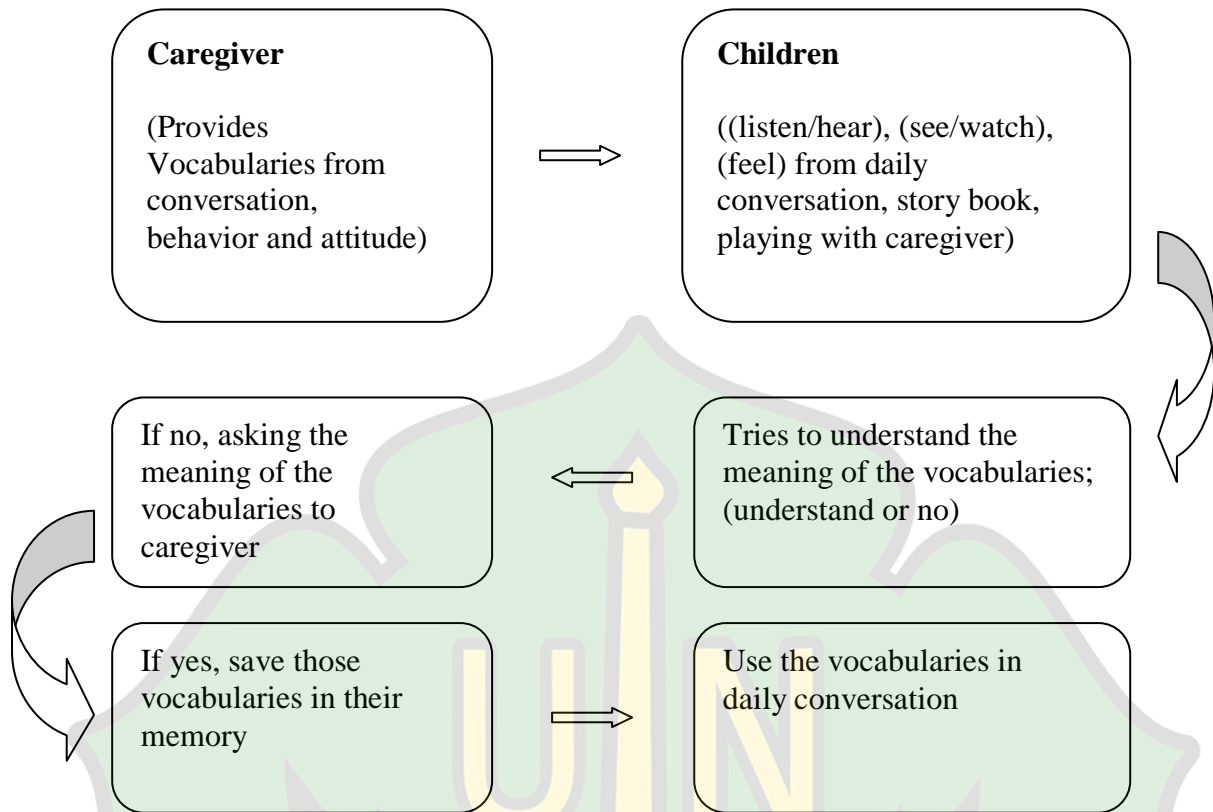 Caregiver
(Provides
Vocabularies from
conversation,
behavior and attitude)
Children
((listen/hear), (see/watch),
(feel) from daily
conversation, story book,
playing with caregiver)
Tries to understand the
meaning of the vocabularies;
(understand or no)
If no, asking the
meaning of the
vocabularies to
caregiver
If yes, save those
vocabularies in their
memory
Use the vocabularies in
daily conversation
UIN